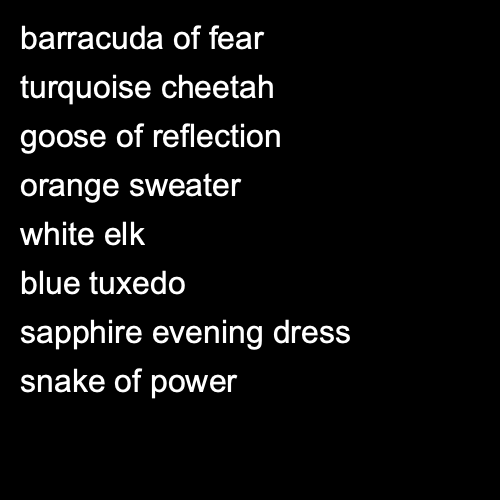 barracuda of fear
turquoise cheetah
goose of reflection
orange sweater
white elk
blue tuxedo
sapphire evening dress
snake of power